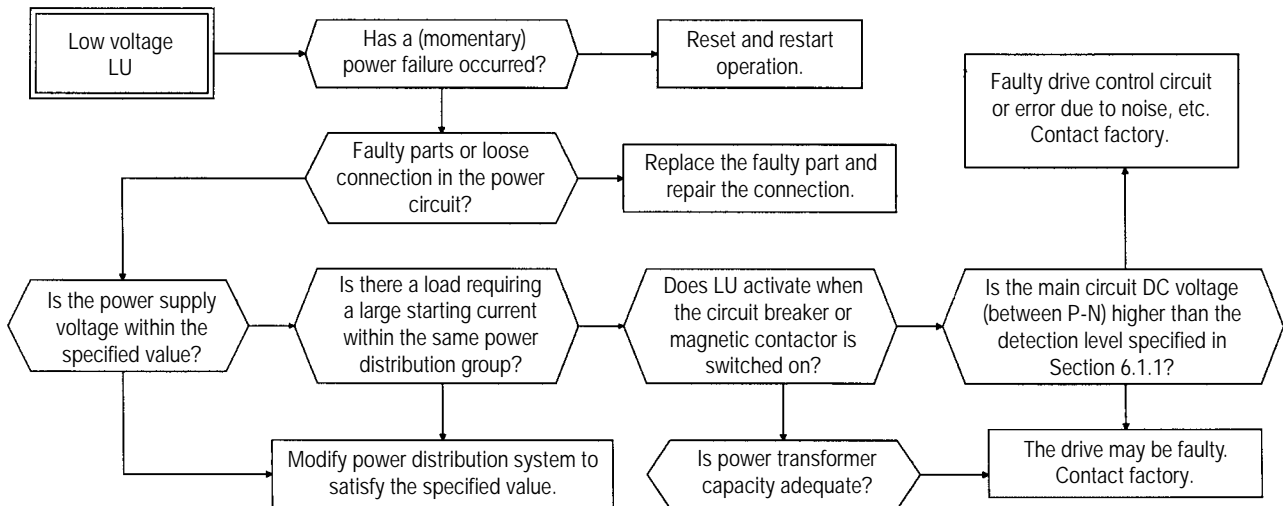 Low voltage
LU
Has a (momentary)
power failure occurred?
Reset and restart
operation.
Faulty drive control circuit
or error due to noise, etc.
Contact factory.
Faulty parts or loose
connection in the power
circuit?
Replace the faulty part and
repair the connection.
Is the power supply
voltage within the
specified value?
Is there a load requiring
a large starting current
within the same power
distribution group?
Does LU activate when
the circuit breaker or
magnetic contactor is
switched on?
Is the main circuit DC voltage
(between P-N) higher than the
detection level specified in
Section 6.1.1?
Modify power distribution system to
satisfy the specified value.
Is power transformer
capacity adequate?
The drive may be faulty.
Contact factory.